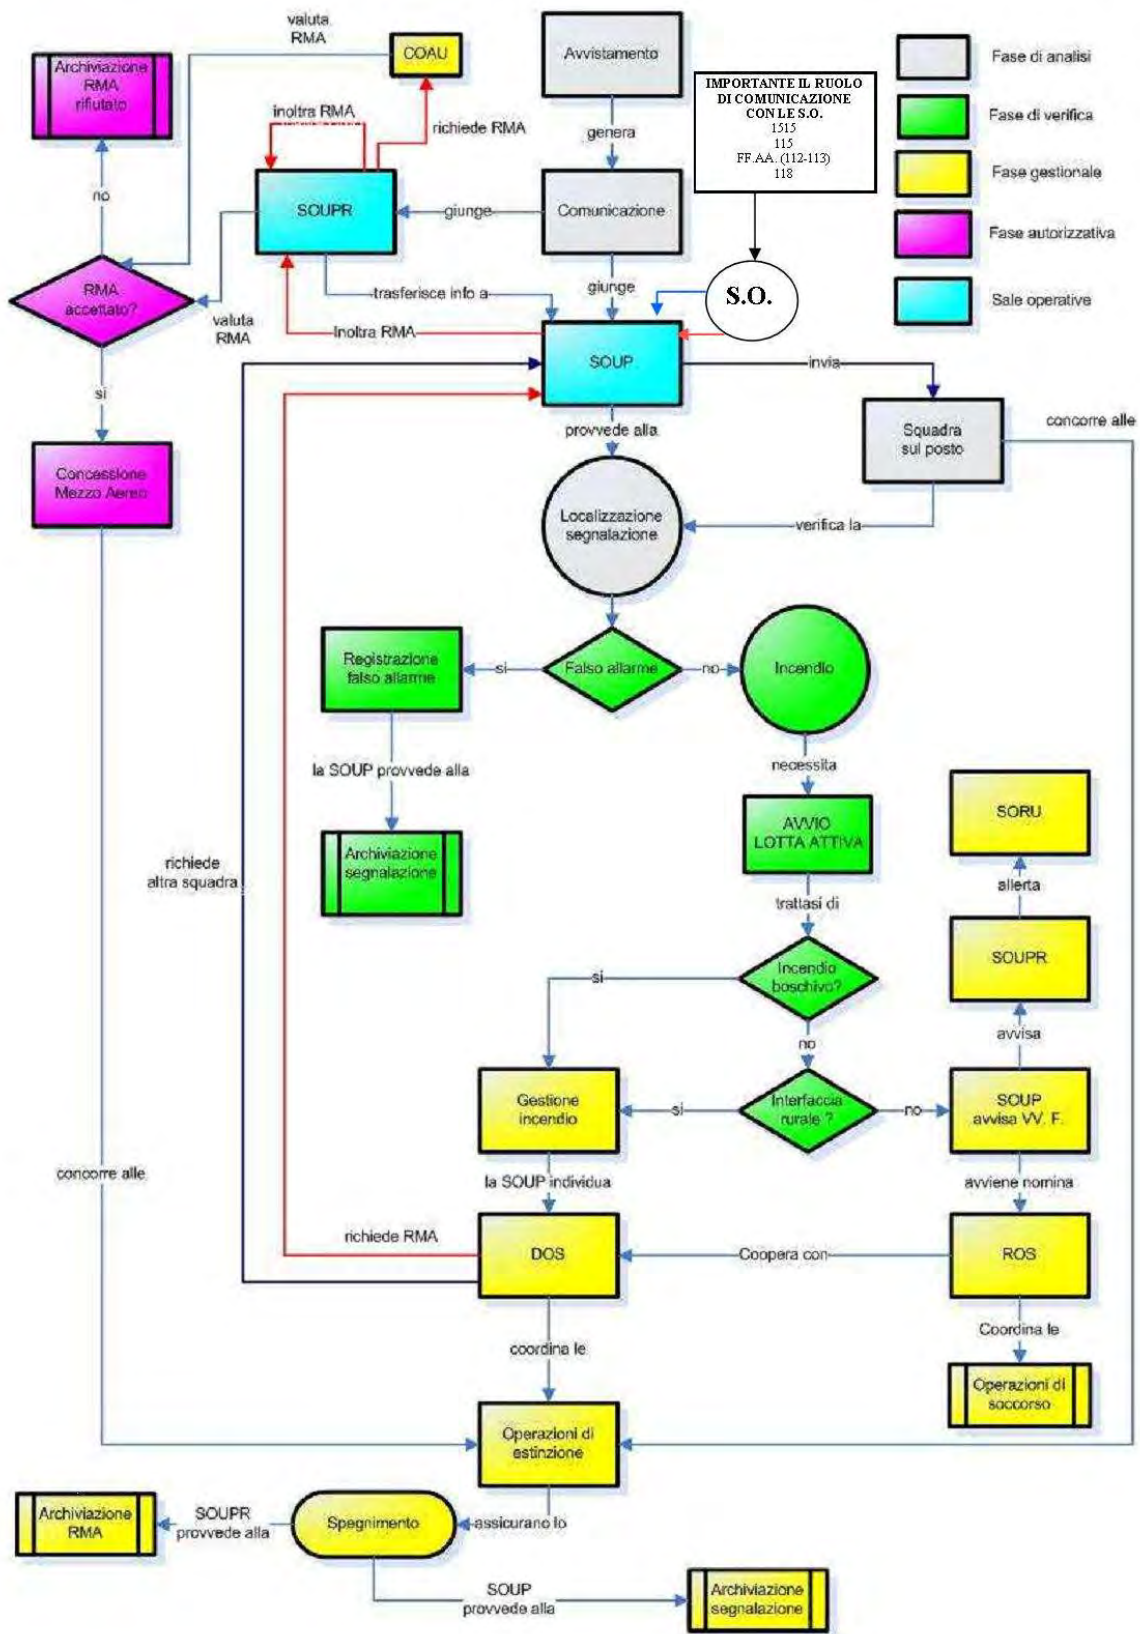 valuta
RMA
COAU
Avvistamento
Archiviazione
RMA
rifiutato
inoltra RMA
richiede RMA
genera
IMPORTANTE IL RUOLO
DI COMUNICAZIONE
CON LE S.O.
1515
115
FF.AA. (112-113)
118
Fase di analisi
Fase di verifica
Fase gestionale
Fase autorizzativa
Sale operative
no
SOUPR
giunge
Comunicazione
RMA
accettato?
valuta
RMA
trasferisce info a
giunge
Inoltra RMA
S.O.
SOUP
invia
si
provvede alla
Squadra
sul posto
concorre alle
Concessione
Mezzo Aereo
Localizzazione
segnalazione
verifica la
Registrazione
falso allarme
si
Falso allarme
no
Incendio
la SOUP provvede alla
necessita
Archiviazione
segnalazione
AVVIO
LOTTA ATTIVA
SORU
richiede
altra squadra
allerta
trattasi di
SOUPR
Incendio
boschivo?
si
avvisa
no
Gestione
incendio
si
Interfaccia
rurale ?
no
SOUP
avvisa VV. F.
concorre alle
la SOUP individua
avviene nomina
richiede RMA
DOS
Coopera con
ROS
coordina le
Coordina le
Operazioni di
soccorso
Operazioni di
estinzione
Archiviazione
RMA
SOUPR
provvede alla
Spegnimento
assicurano lo
SOUP
provvede alla
Archiviazione
segnalazione